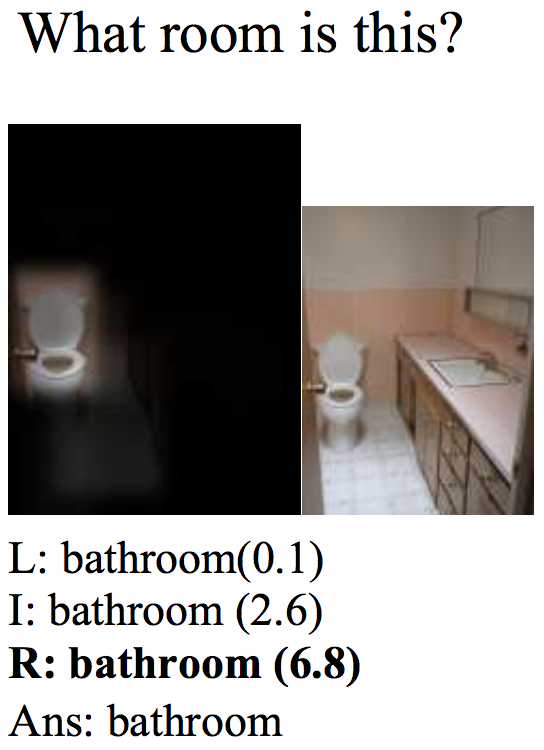 What room is this?
L: bathroom(0.1)
I: bathroom (2.6)
R: bathroom (6.8)
Ans: bathroom